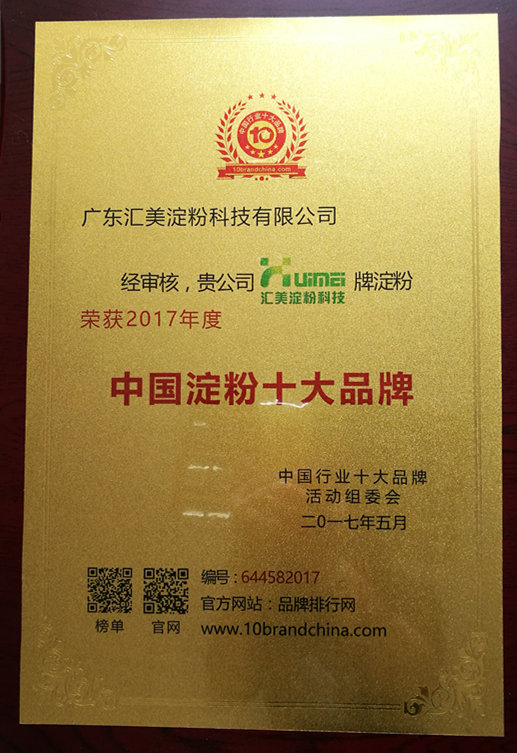 中国行业十大品牌
10
10brandchina.com
广东汇美淀粉科技有限公司
经审核，贵公司 Huimei 牌淀粉
汇美淀粉科技
荣获2017年度
中国淀粉十大品牌
中国行业十大品牌
活动组委会
二〇一七年五月
编号：644582017
官方网站：品牌排行网
www.10brandchina.com
榜单 官网